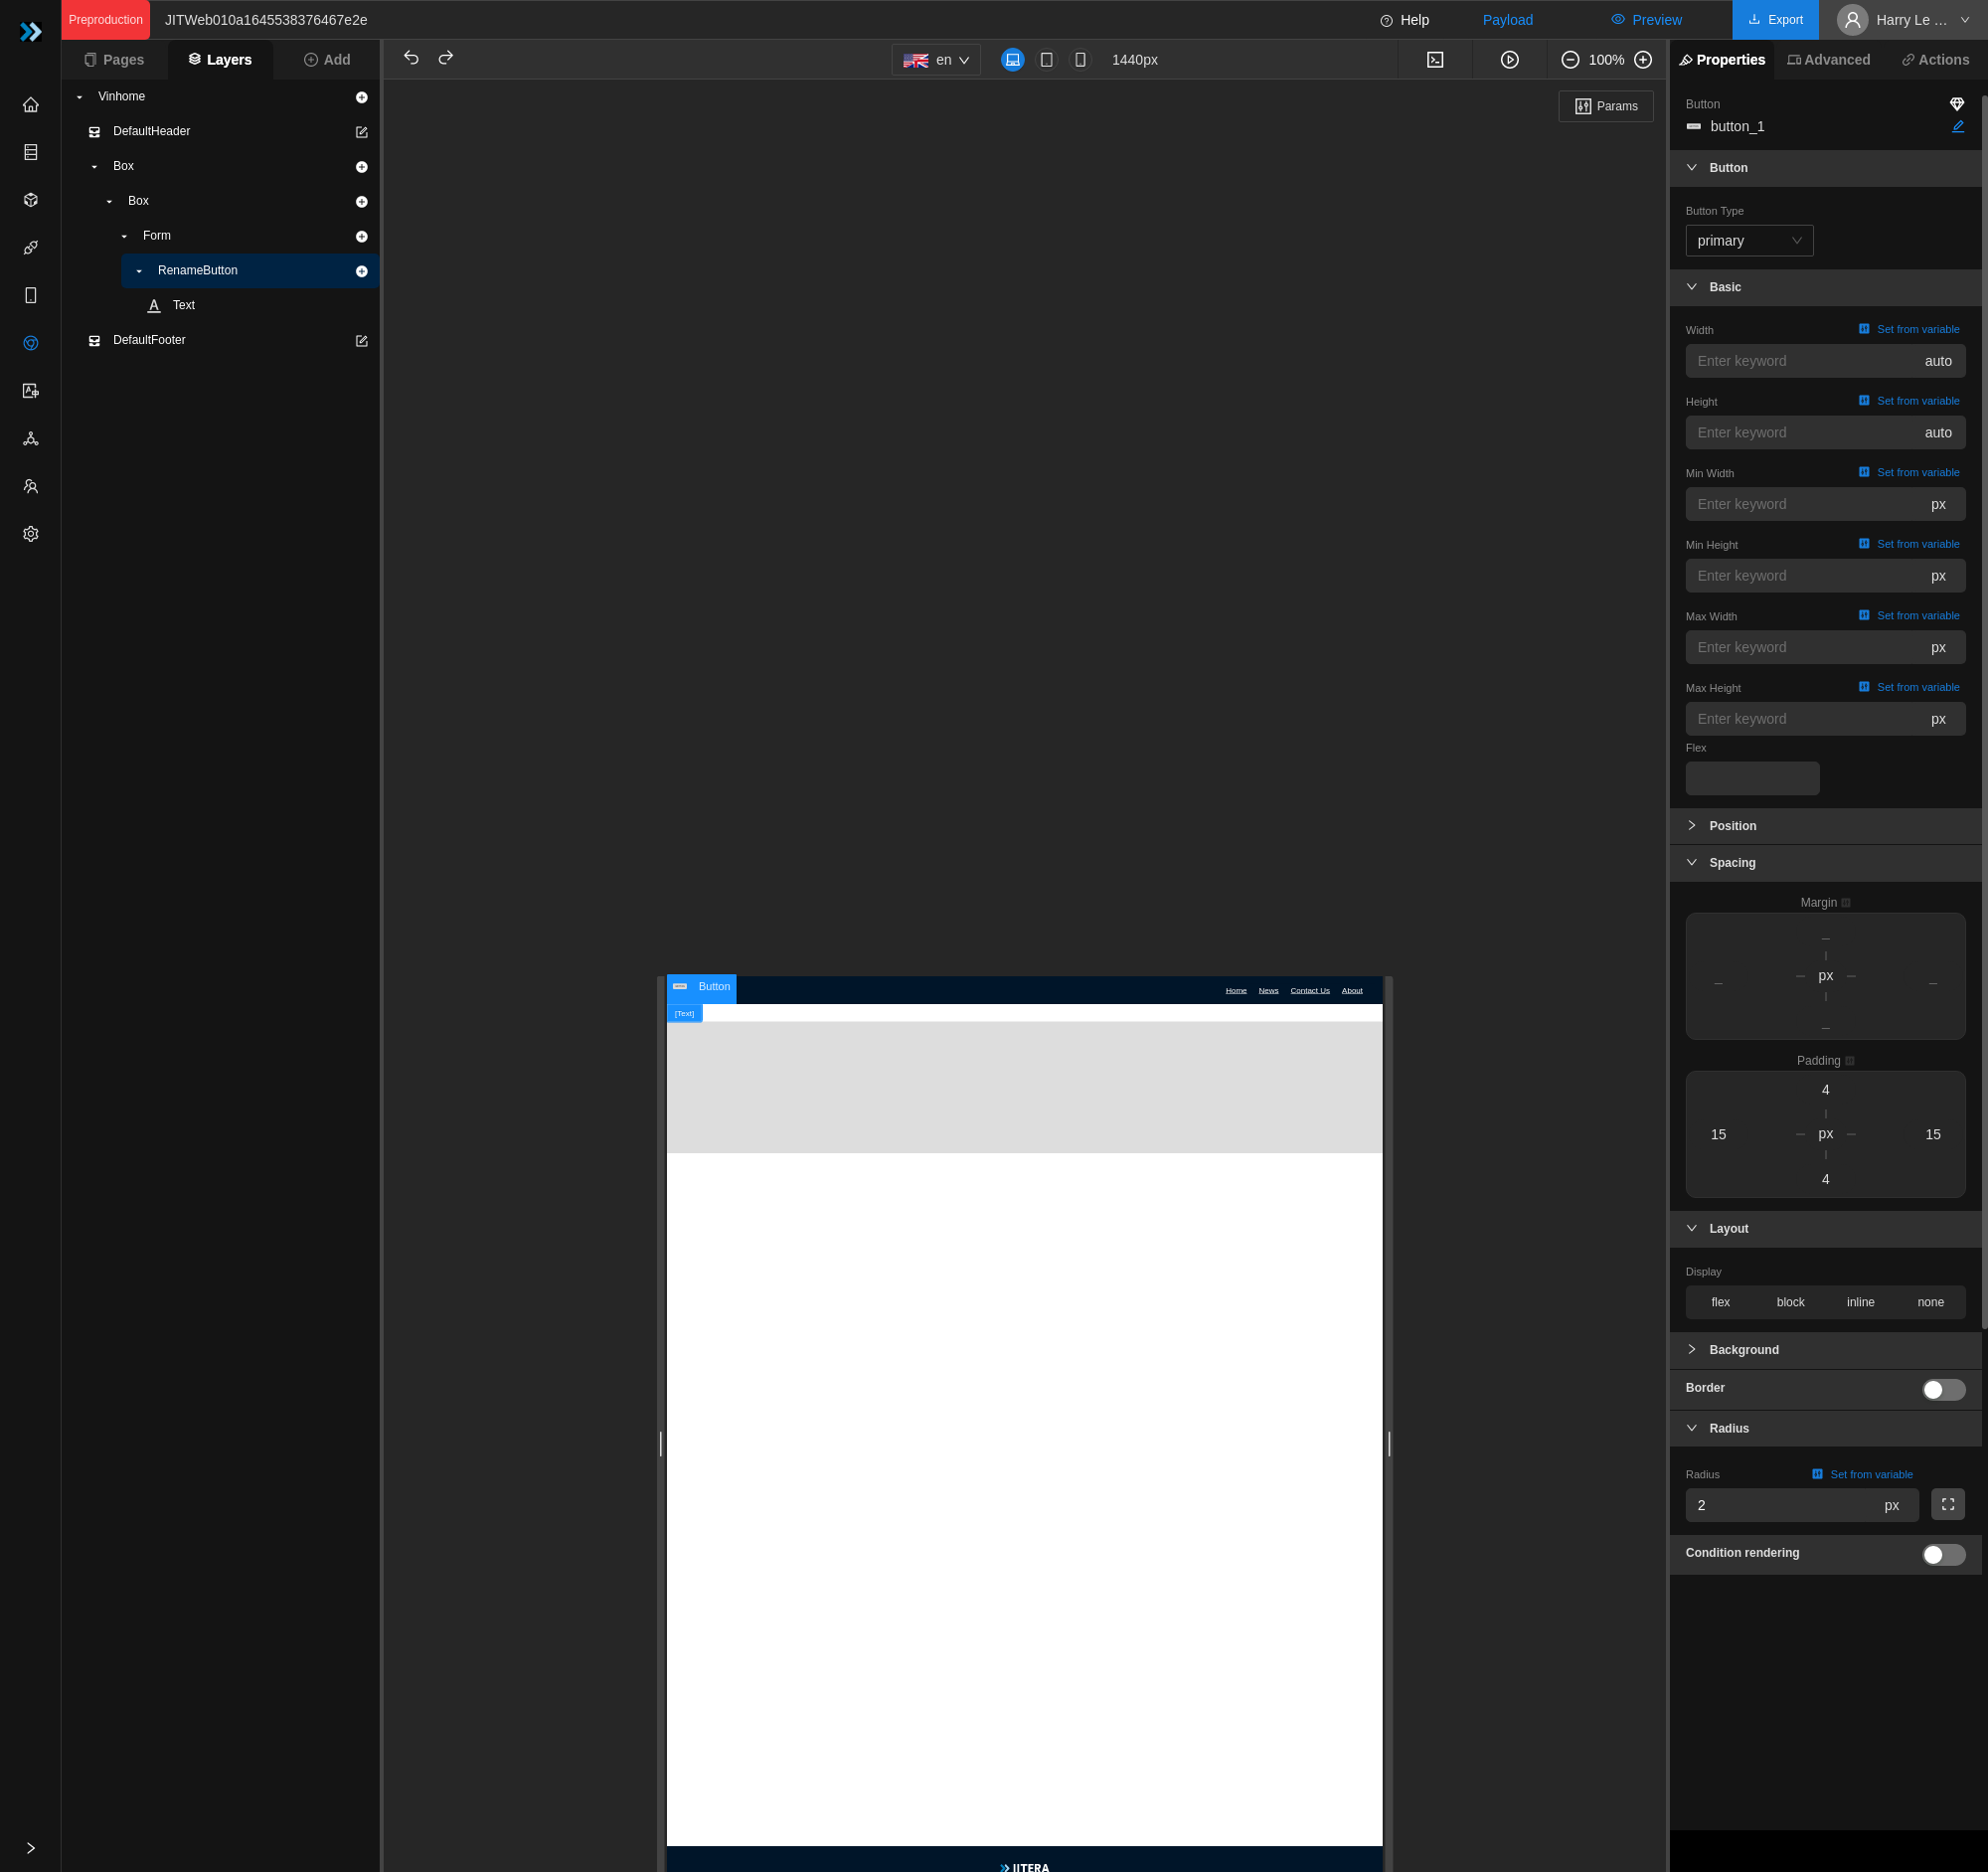 Preproduction JITWeb010a1645538376467e2e Help Payload Preview Export Harry Le ...
Pages Layers Add
en 1440px 100%
Properties Advanced Actions
Vinhome
DefaultHeader
Box
Box
Form
RenameButton
Text
DefaultFooter
Params
Button
Home News Contact Us About
[Text]
JITERA
Button
button_1
Button
Button Type
primary
Basic
Width Set from variable
Enter keyword auto
Height Set from variable
Enter keyword auto
Min Width Set from variable
Enter keyword px
Min Height Set from variable
Enter keyword px
Max Width Set from variable
Enter keyword px
Max Height Set from variable
Enter keyword px
Flex
Position
Spacing
Margin
px
Padding
4
15 px 15
4
Layout
Display
flex block inline none
Background
Border
Radius
Radius Set from variable
2 px
Condition rendering